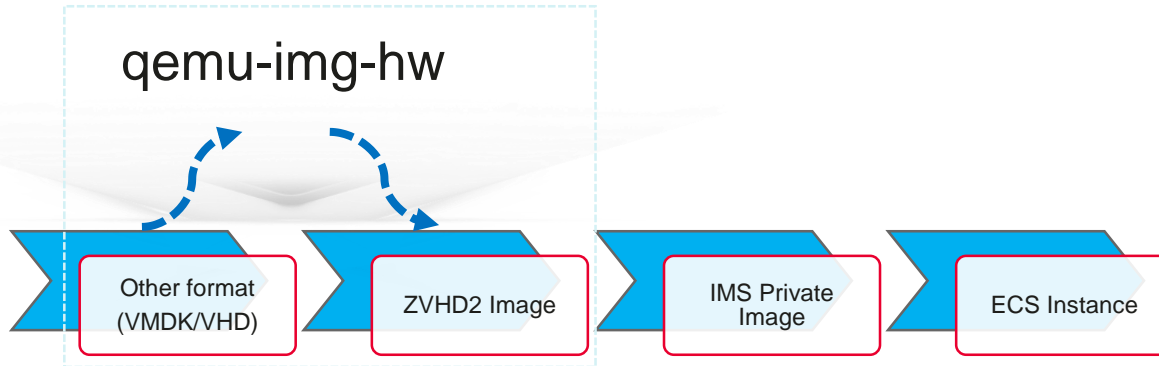 qemu-img-hw
Other format
(VMDK/VHD)
ZVHD2 Image
IMS Private
Image
ECS Instance